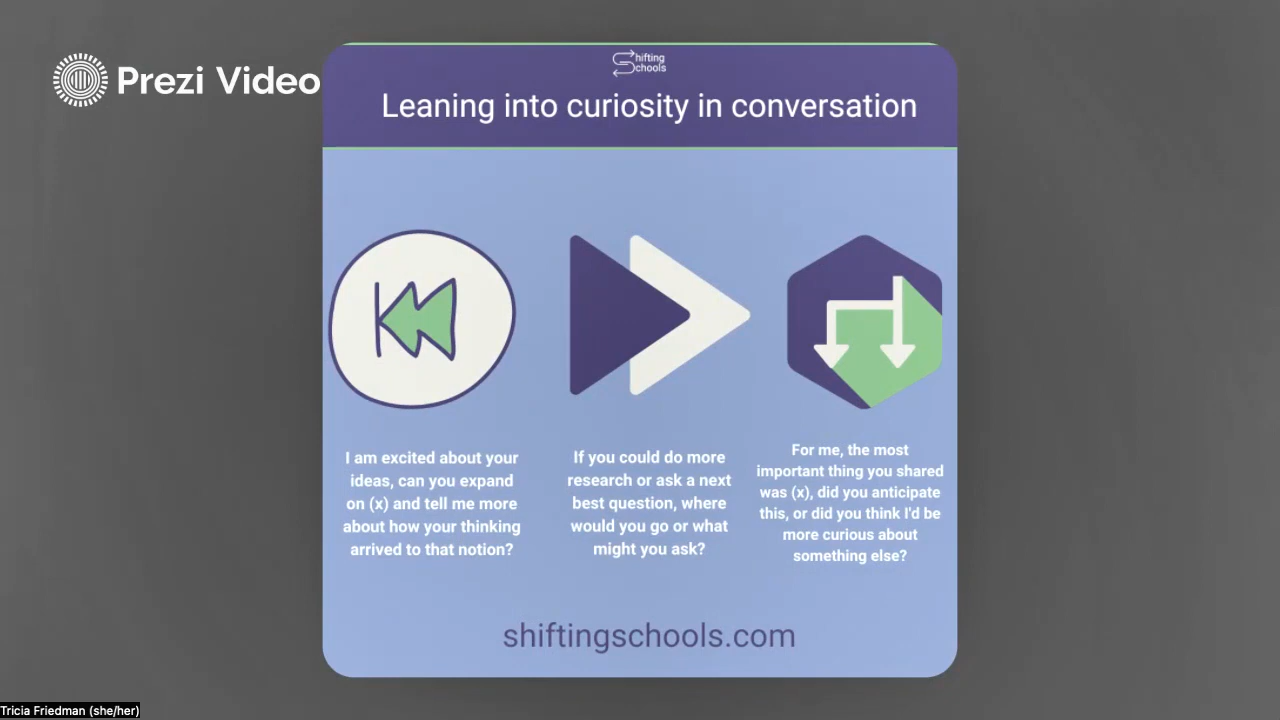 Prezi Video
Shifting
Schools
Leaning into curiosity in conversation
I am excited about your
ideas, can you expand
on (x) and tell me more
about how your thinking
arrived to that notion?
If you could do more
research or ask a next
best question, where
would you go or what
might you ask?
For me, the most
important thing you shared
was (x), did you anticipate
this, or did you think I'd be
more curious about
something else?
shiftingschools.com
Tricia Friedman (she/her)